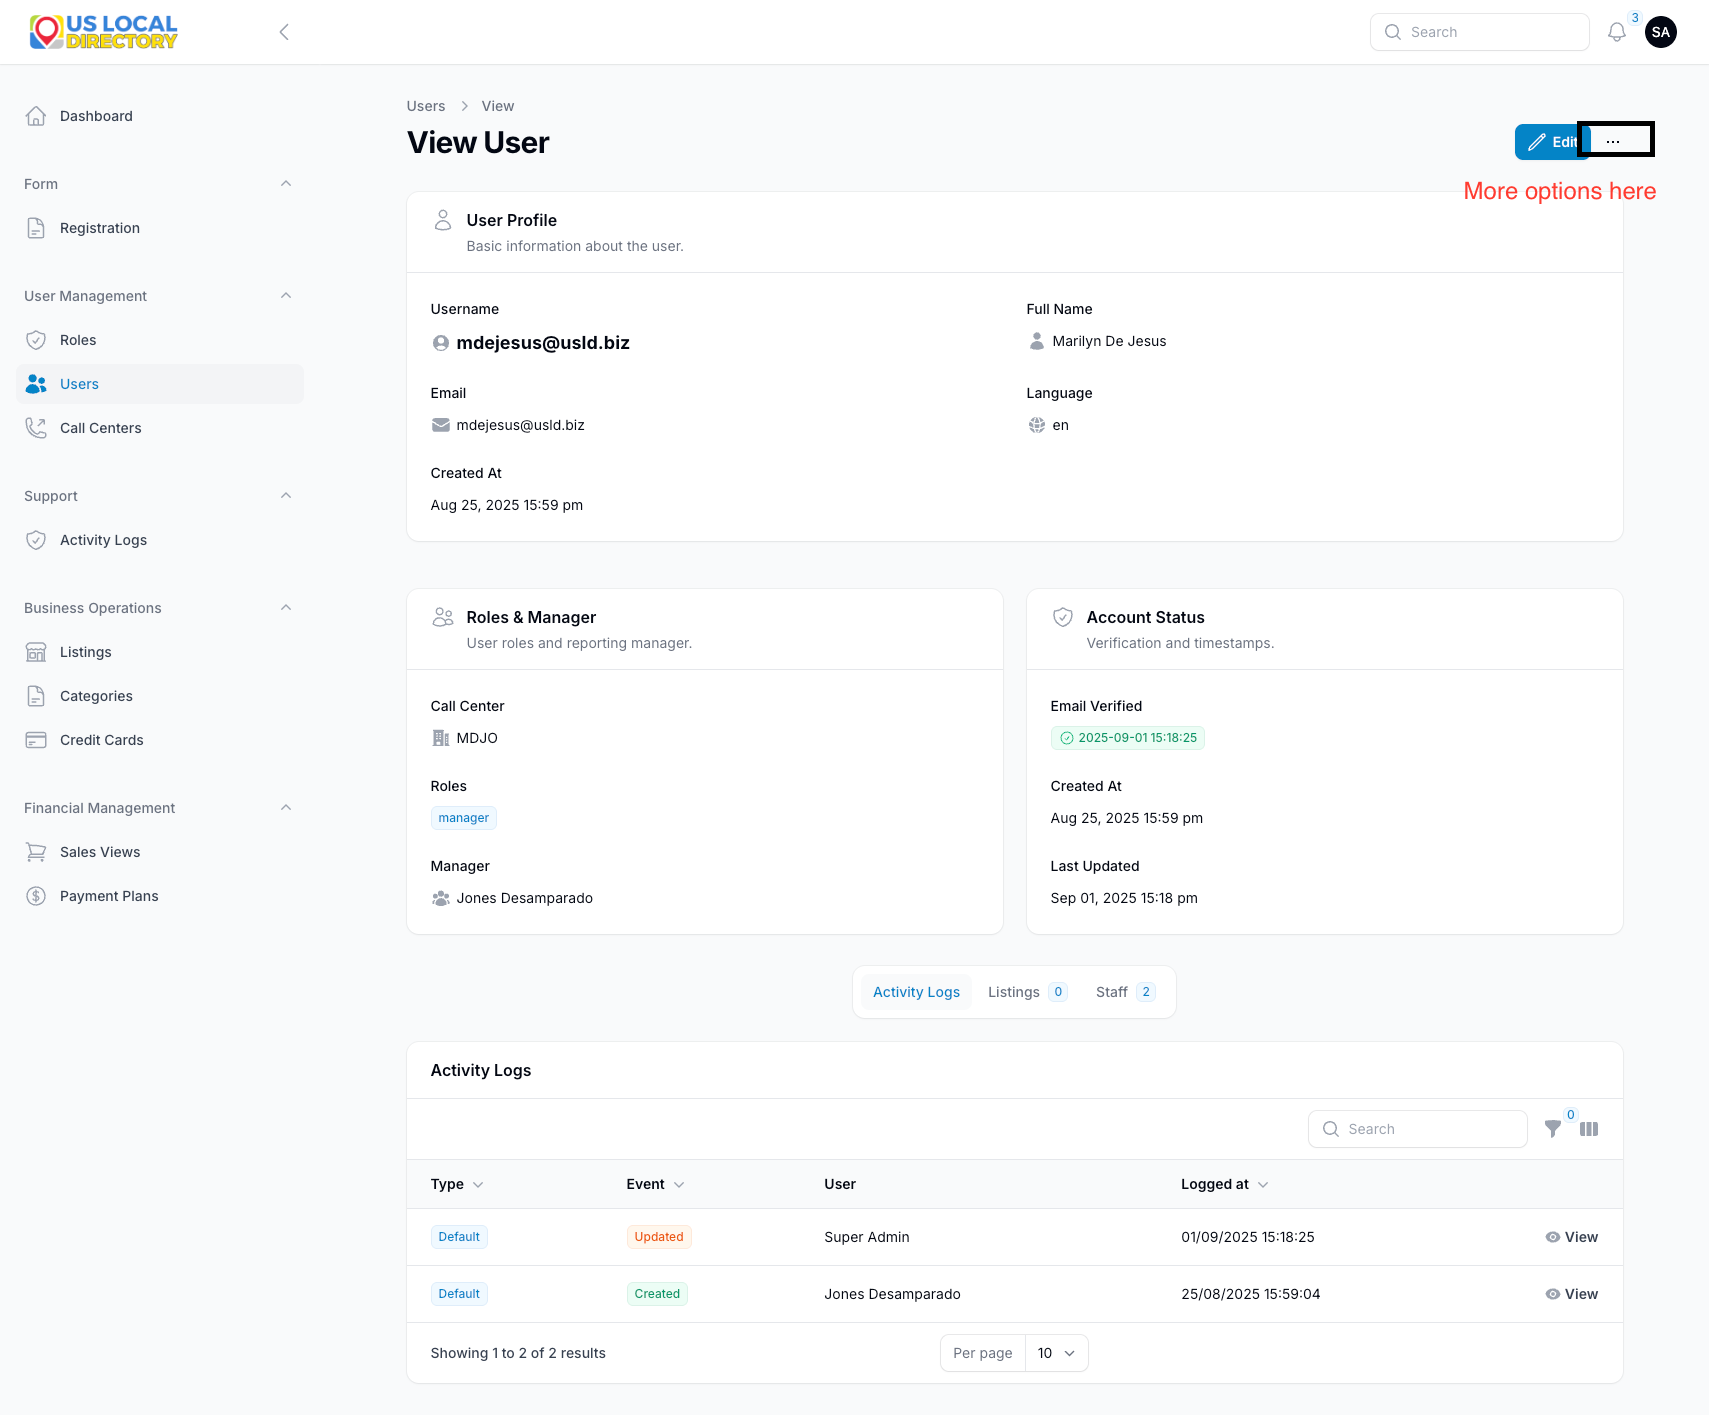 US LOCAL
DIRECTORY
Search
3
SA
Dashboard
Form
Registration
User Management
Roles
Users
Call Centers
Support
Activity Logs
Business Operations
Listings
Categories
Credit Cards
Financial Management
Sales Views
Payment Plans
Users > View
View User
Edit
...
More options here
User Profile
Basic information about the user.
Username
mdejesus@usld.biz
Full Name
Marilyn De Jesus
Email
mdejesus@usld.biz
Language
en
Created At
Aug 25, 2025 15:59 pm
Roles & Manager
User roles and reporting manager.
Call Center
MDJO
Roles
manager
Manager
Jones Desamparado
Account Status
Verification and timestamps.
Email Verified
2025-09-01 15:18:25
Created At
Aug 25, 2025 15:59 pm
Last Updated
Sep 01, 2025 15:18 pm
Activity Logs Listings 0 Staff 2
Activity Logs
Search
0
Type Event User Logged at
Default Updated Super Admin 01/09/2025 15:18:25 View
Default Created Jones Desamparado 25/08/2025 15:59:04 View
Showing 1 to 2 of 2 results
Per page 10